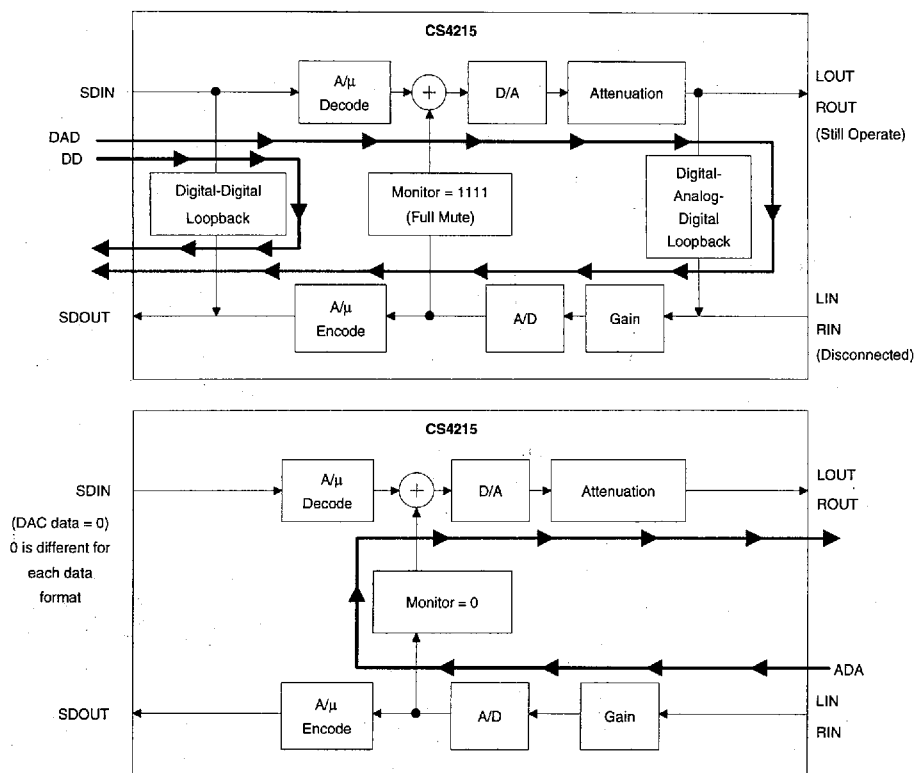 CS4215
SDIN
A/μ
Decode
+
D/A
Attenuation
LOUT
ROUT
(Still Operate)
DAD
DD
Digital-Digital
Loopback
Monitor = 1111
(Full Mute)
Digital-
Analog-
Digital
Loopback
SDOUT
A/μ
Encode
A/D
Gain
LIN
RIN
(Disconnected)
CS4215
SDIN
(DAC data = 0)
0 is different for
each data
format
A/μ
Decode
+
D/A
Attenuation
LOUT
ROUT
Monitor = 0
ADA
SDOUT
A/μ
Encode
A/D
Gain
LIN
RIN